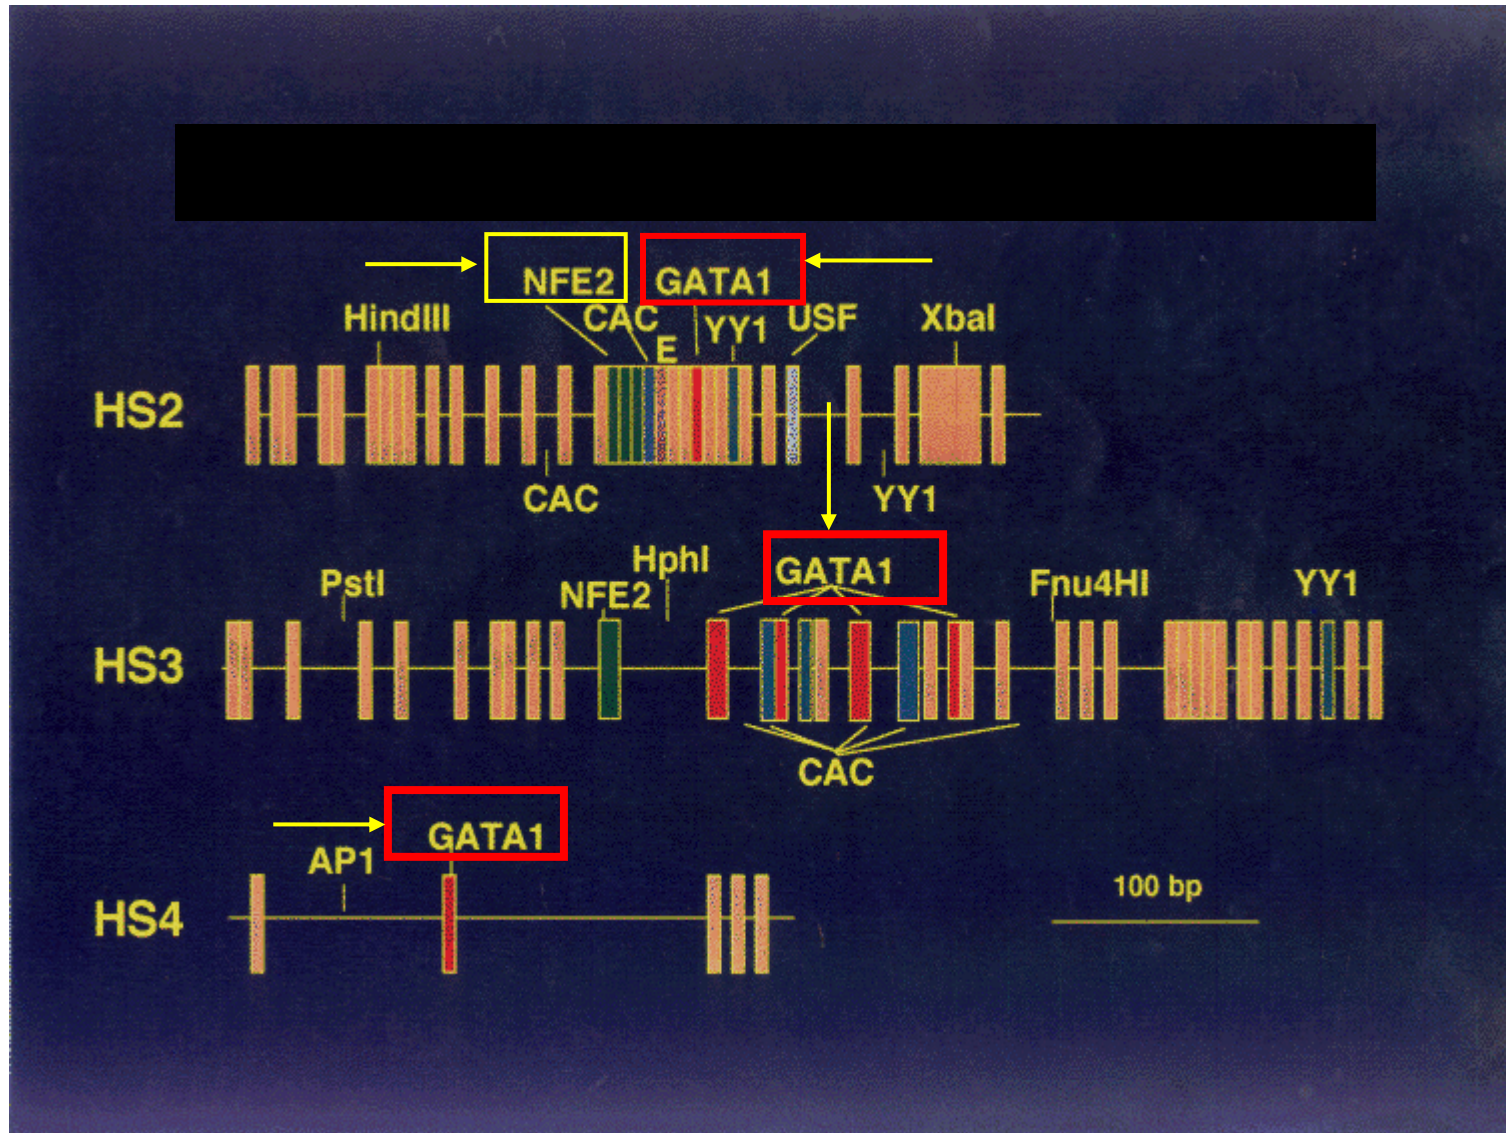 NFE2 GATA1
HindIII CAC YY1 USF XbaI
E
HS2
CAC YY1
HphI GATA1
PstI NFE2 Fnu4HI YY1
HS3
CAC
GATA1
AP1 100 bp
HS4